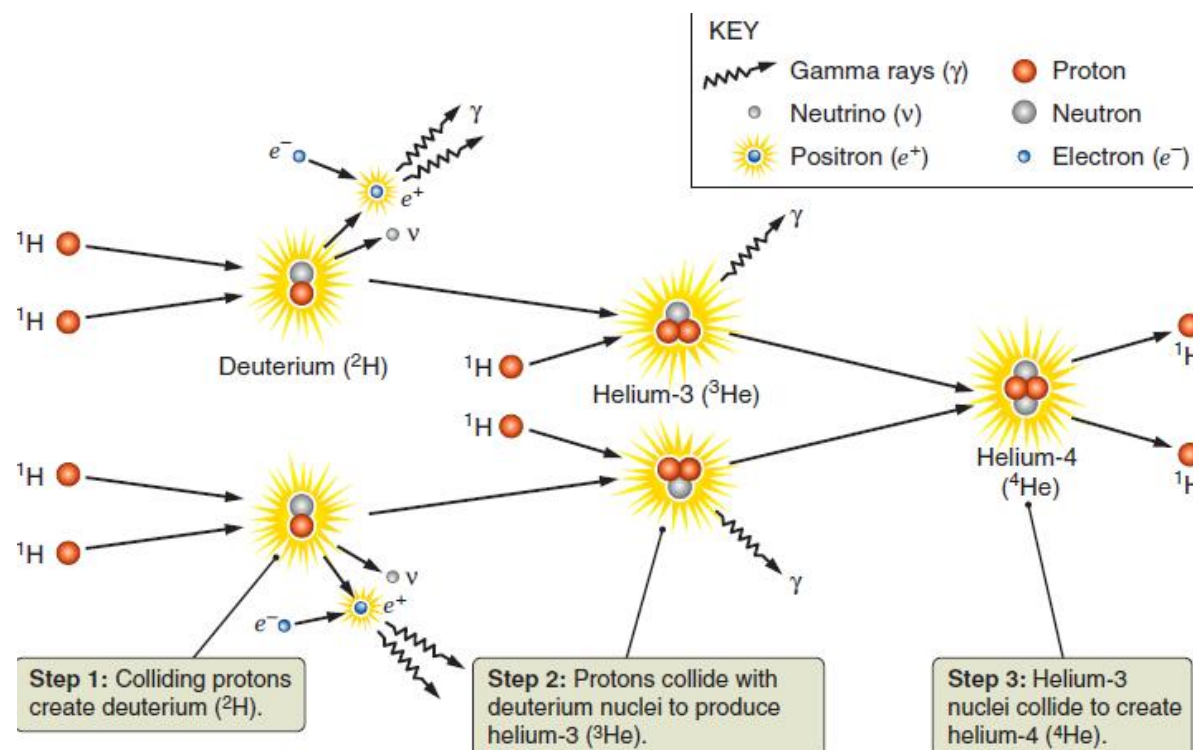 KEY
Gamma rays (γ)
Proton
Neutrino (ν)
Neutron
Positron (e⁺)
Electron (e⁻)
γ
e⁻
e⁺
ν
¹H
¹H
Deuterium (²H)
γ
¹H
Helium-3 (³He)
¹H
¹H
¹H
Helium-4
(⁴He)
¹H
¹H
ν
e⁺
e⁻
γ
Step 1: Colliding protons
create deuterium (²H).
Step 2: Protons collide with
deuterium nuclei to produce
helium-3 (³He).
Step 3: Helium-3
nuclei collide to create
helium-4 (⁴He).